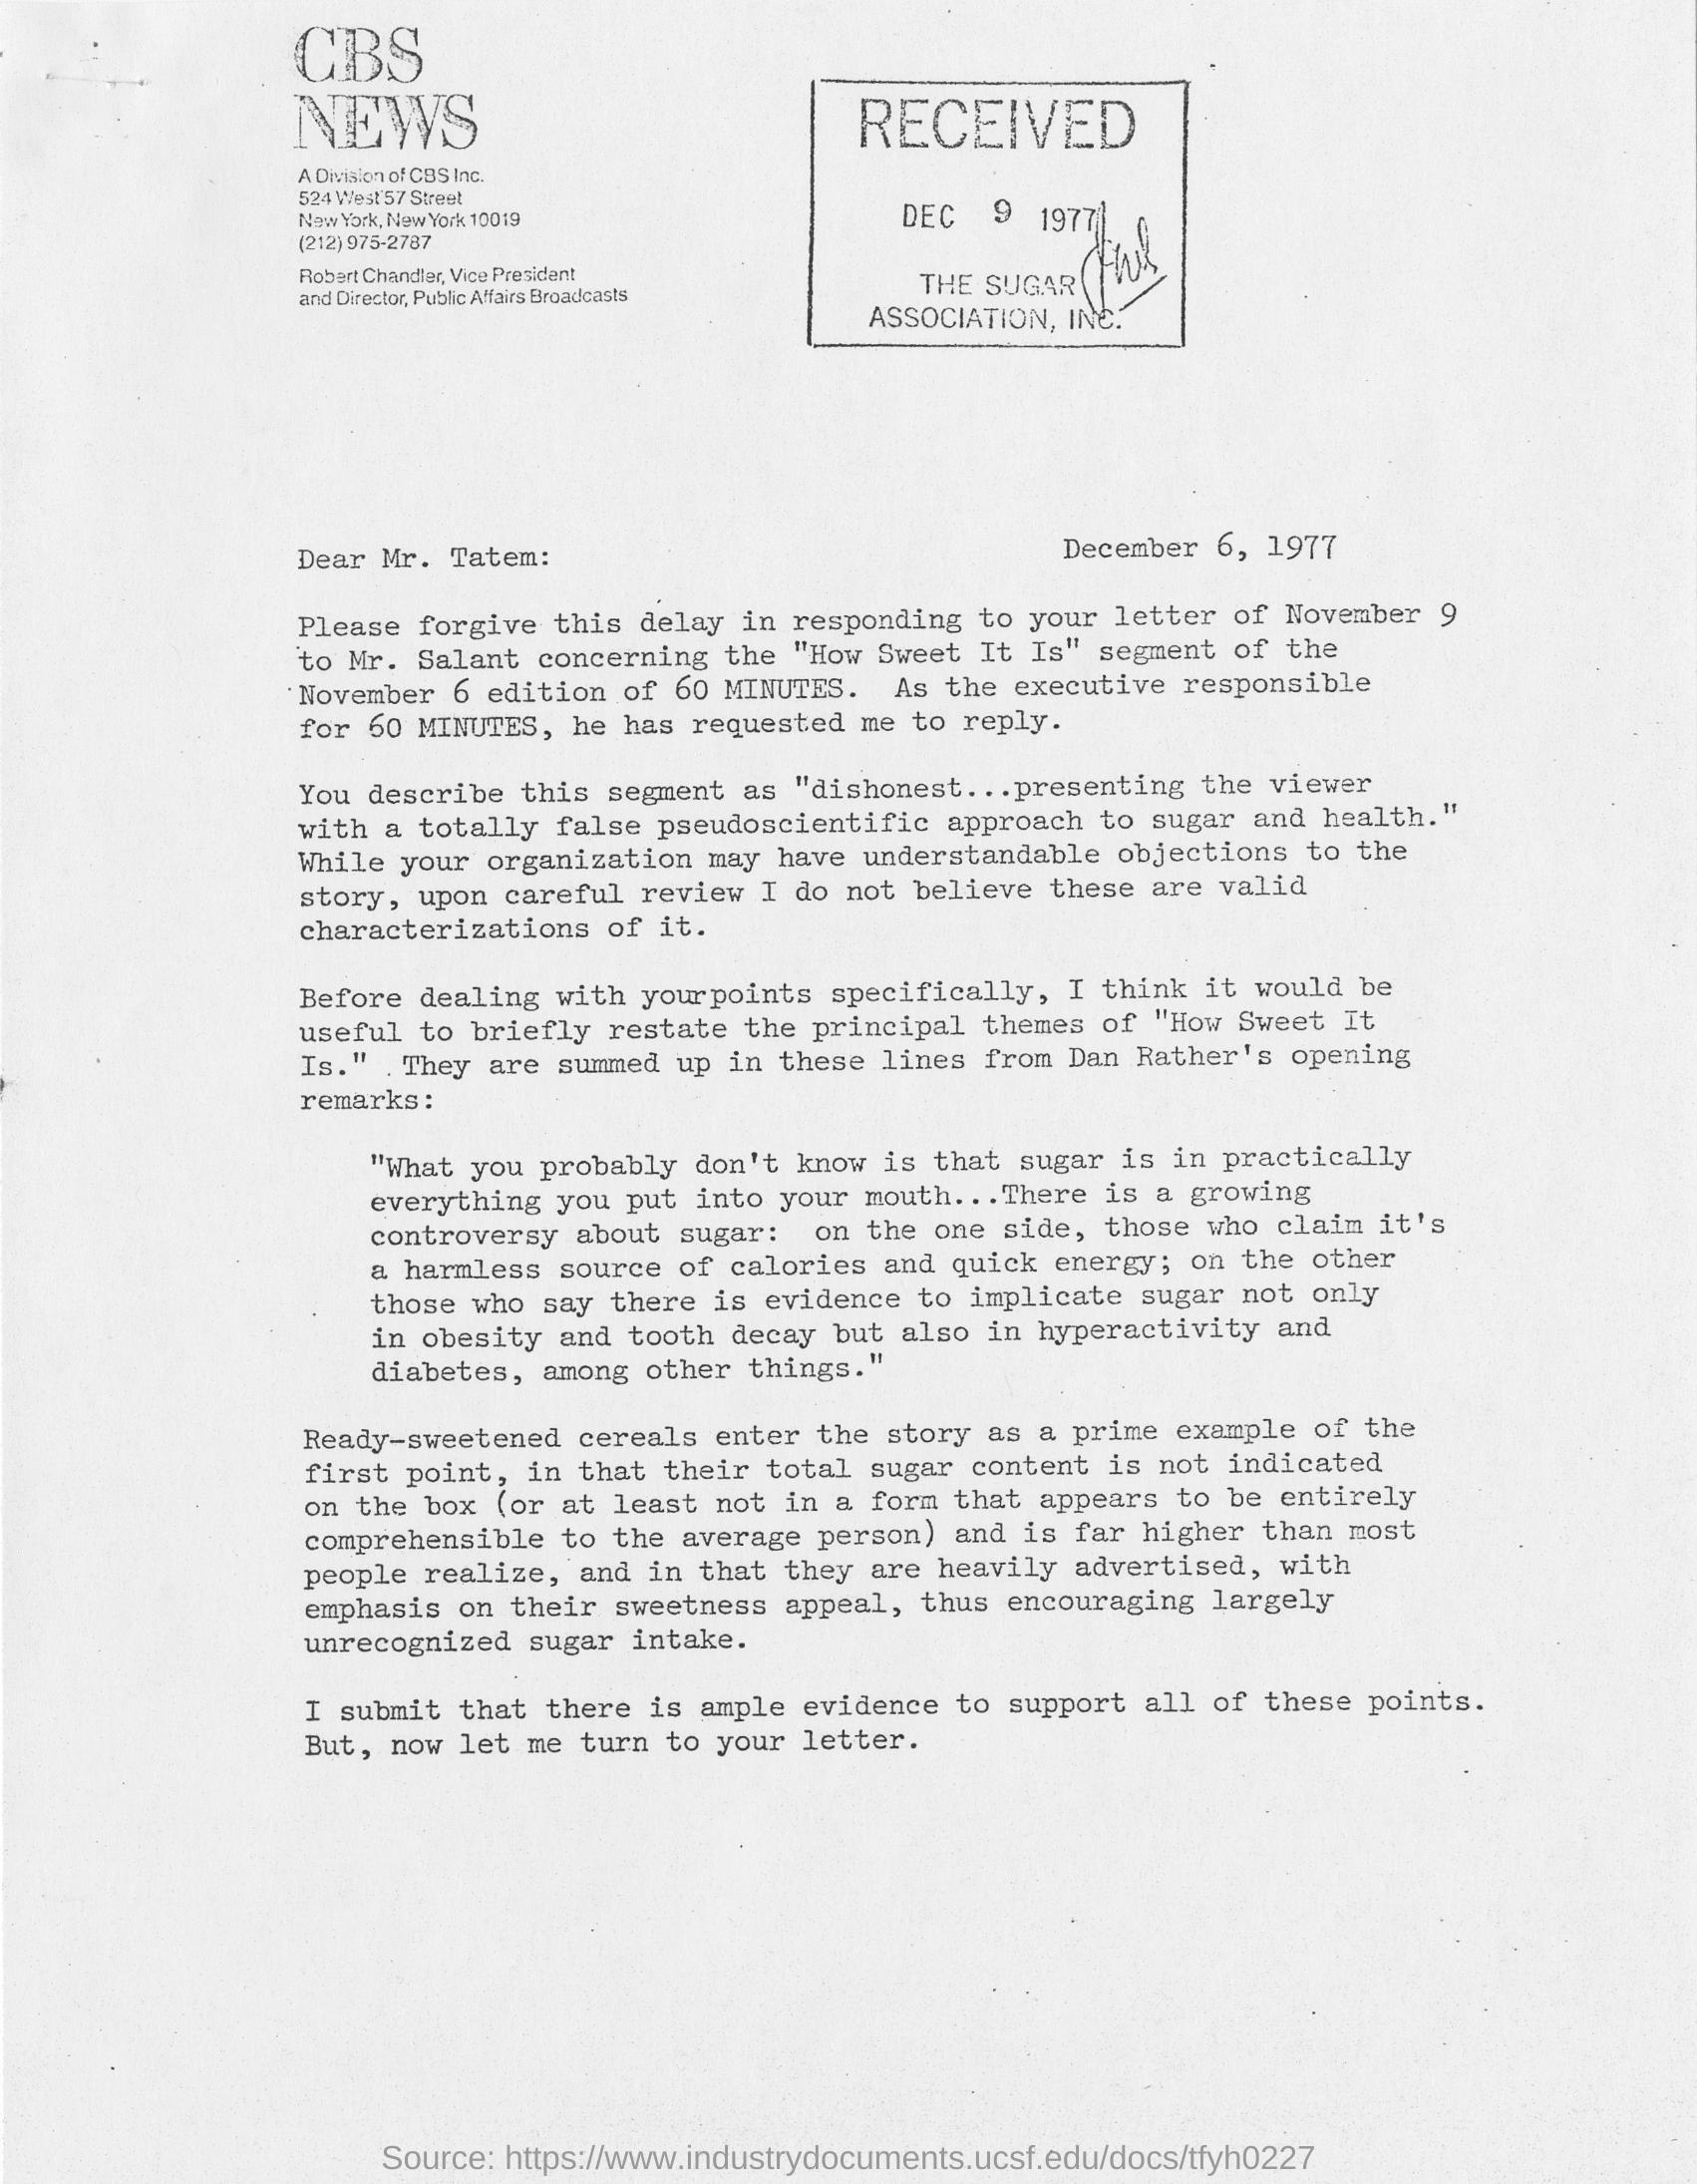 CBS
NEWS
A Division of CBS Inc.
524 West 57 Street
New York, New York 10019
(212) 975-2787
Robert Chandler, Vice President
and Director, Public Affairs Broadcasts
RECEIVED
DEC 9 1977
THE SUGAR
ASSOCIATION, INC.
Dear Mr. Tatem:
December 6, 1977
Please forgive this delay in responding to your letter of November 9
to Mr. Salant concerning the "How Sweet It Is" segment of the
November 6 edition of 60 MINUTES. As the executive responsible
for 60 MINUTES, he has requested me to reply.
You describe this segment as "dishonest...presenting the viewer
with a totally false pseudoscientific approach to sugar and health."
While your organization may have understandable objections to the
story, upon careful review I do not believe these are valid
characterizations of it.
Before dealing with yourpoints specifically, I think it would be
useful to briefly restate the principal themes of "How Sweet It
Is." They are summed up in these lines from Dan Rather's opening
remarks:
"What you probably don't know is that sugar is in practically
everything you put into your mouth...There is a growing
controversy about sugar: on the one side, those who claim it's
a harmless source of calories and quick energy; on the other
those who say there is evidence to implicate sugar not only
in obesity and tooth decay but also in hyperactivity and
diabetes, among other things."
Ready-sweetened cereals enter the story as a prime example of the
first point, in that their total sugar content is not indicated
on the box (or at least not in a form that appears to be entirely
comprehensible to the average person) and is far higher than most
people realize, and in that they are heavily advertised, with
emphasis on their sweetness appeal, thus encouraging largely
unrecognized sugar intake.
I submit that there is ample evidence to support all of these points.
But, now let me turn to your letter.
Source: https://www.industrydocuments.ucsf.edu/docs/tfyh0227